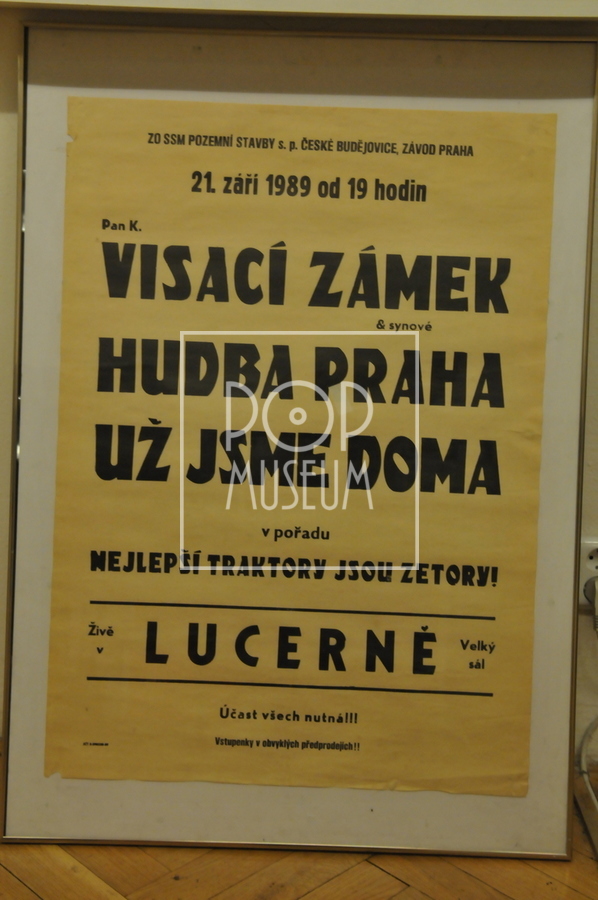 ZO SSM POZEMNÍ STAVBY s. p. ČESKÉ BUDĚJOVICE, ZÁVOD PRAHA
21. září 1989 od 19 hodin
Pan K.
VISACÍ ZÁMEK
& synové
HUDBA PRAHA
UŽ JSME DOMA
POP
MUSEUM
v pořadu
NEJLEPŠÍ TRAKTORY JSOU ZETORY!
Živě
v
LUCERNĚ
Velký
sál
Účast všech nutná!!!
Vstupenky v obvyklých předprodejích!!